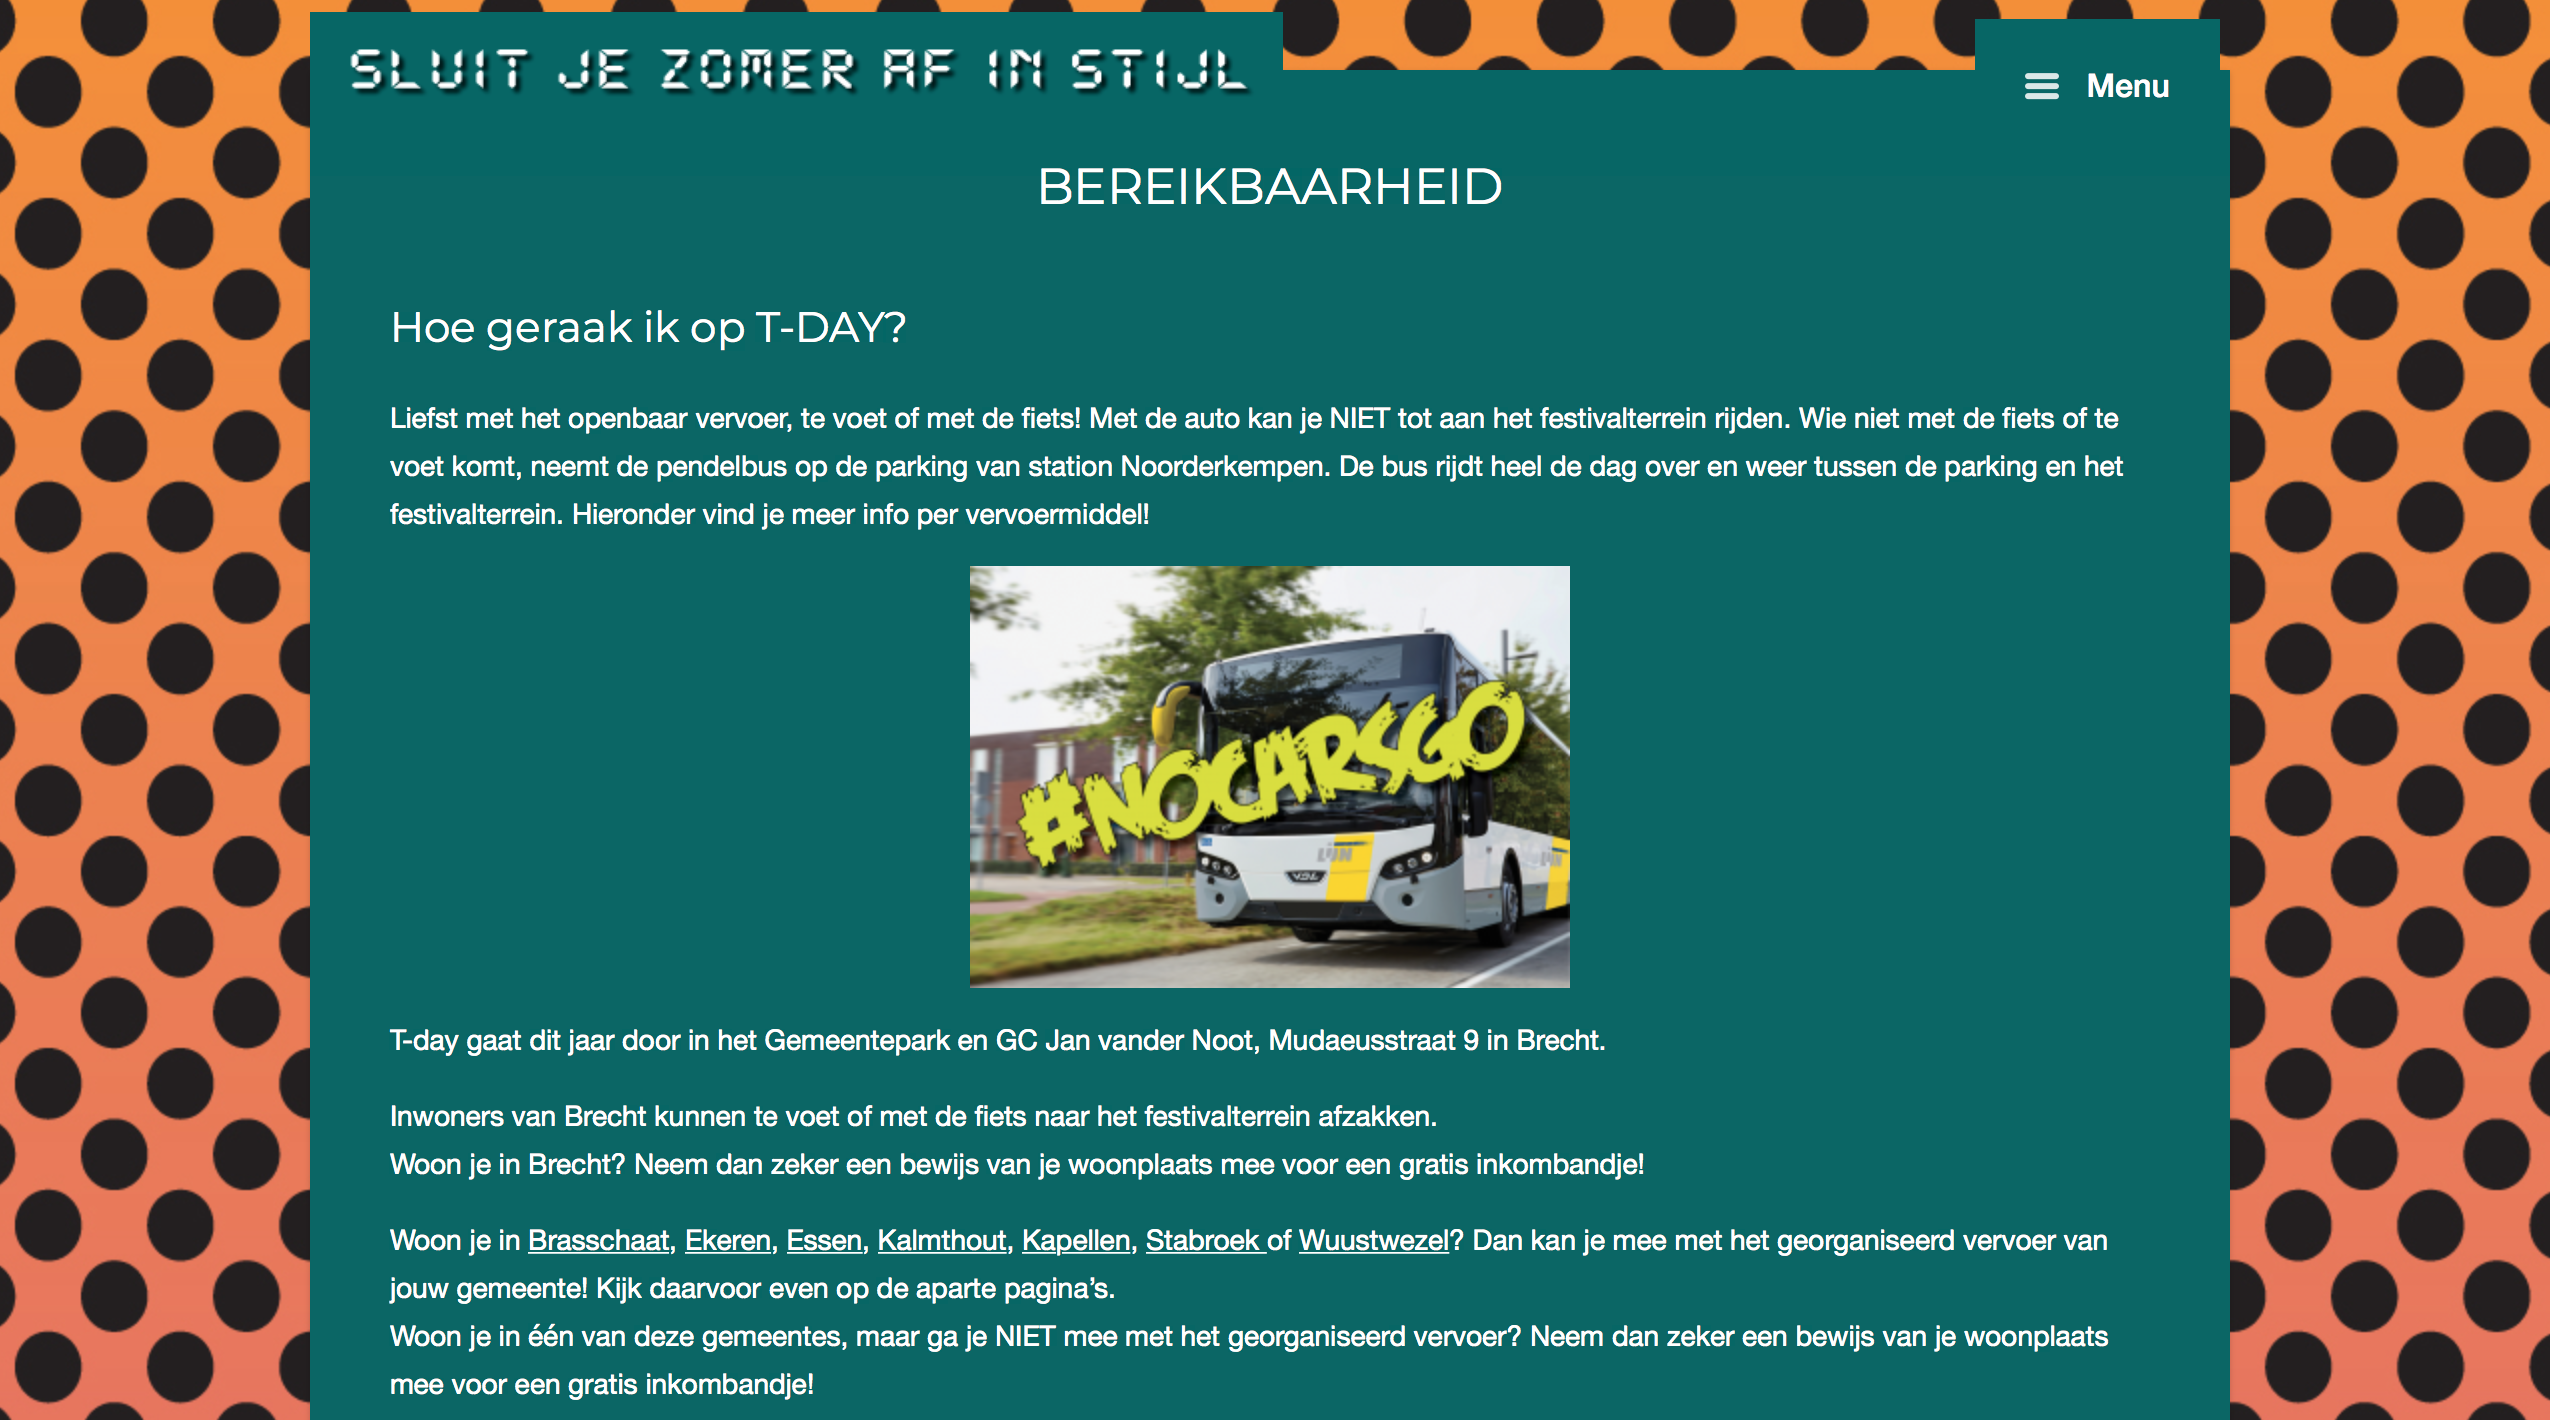 SLUIT JE ZOMER AF IN STIJL
Menu
BEREIKBAARHEID
Hoe geraak ik op T-DAY?
Liefst met het openbaar vervoer, te voet of met de fiets! Met de auto kan je NIET tot aan het festivalterrein rijden. Wie niet met de fiets of te
voet komt, neemt de pendelbus op de parking van station Noorderkempen. De bus rijdt heel de dag over en weer tussen de parking en het
festivalterrein. Hieronder vind je meer info per vervoermiddel!
#NOCARSGO
LIJN
VDL
LIJN
T-day gaat dit jaar door in het Gemeentepark en GC Jan vander Noot, Mudaeusstraat 9 in Brecht.
Inwoners van Brecht kunnen te voet of met de fiets naar het festivalterrein afzakken.
Woon je in Brecht? Neem dan zeker een bewijs van je woonplaats mee voor een gratis inkombandje!
Woon je in Brasschaat, Ekeren, Essen, Kalmthout, Kapellen, Stabroek of Wuustwezel? Dan kan je mee met het georganiseerd vervoer van
jouw gemeente! Kijk daarvoor even op de aparte pagina’s.
Woon je in één van deze gemeentes, maar ga je NIET mee met het georganiseerd vervoer? Neem dan zeker een bewijs van je woonplaats
mee voor een gratis inkombandje!